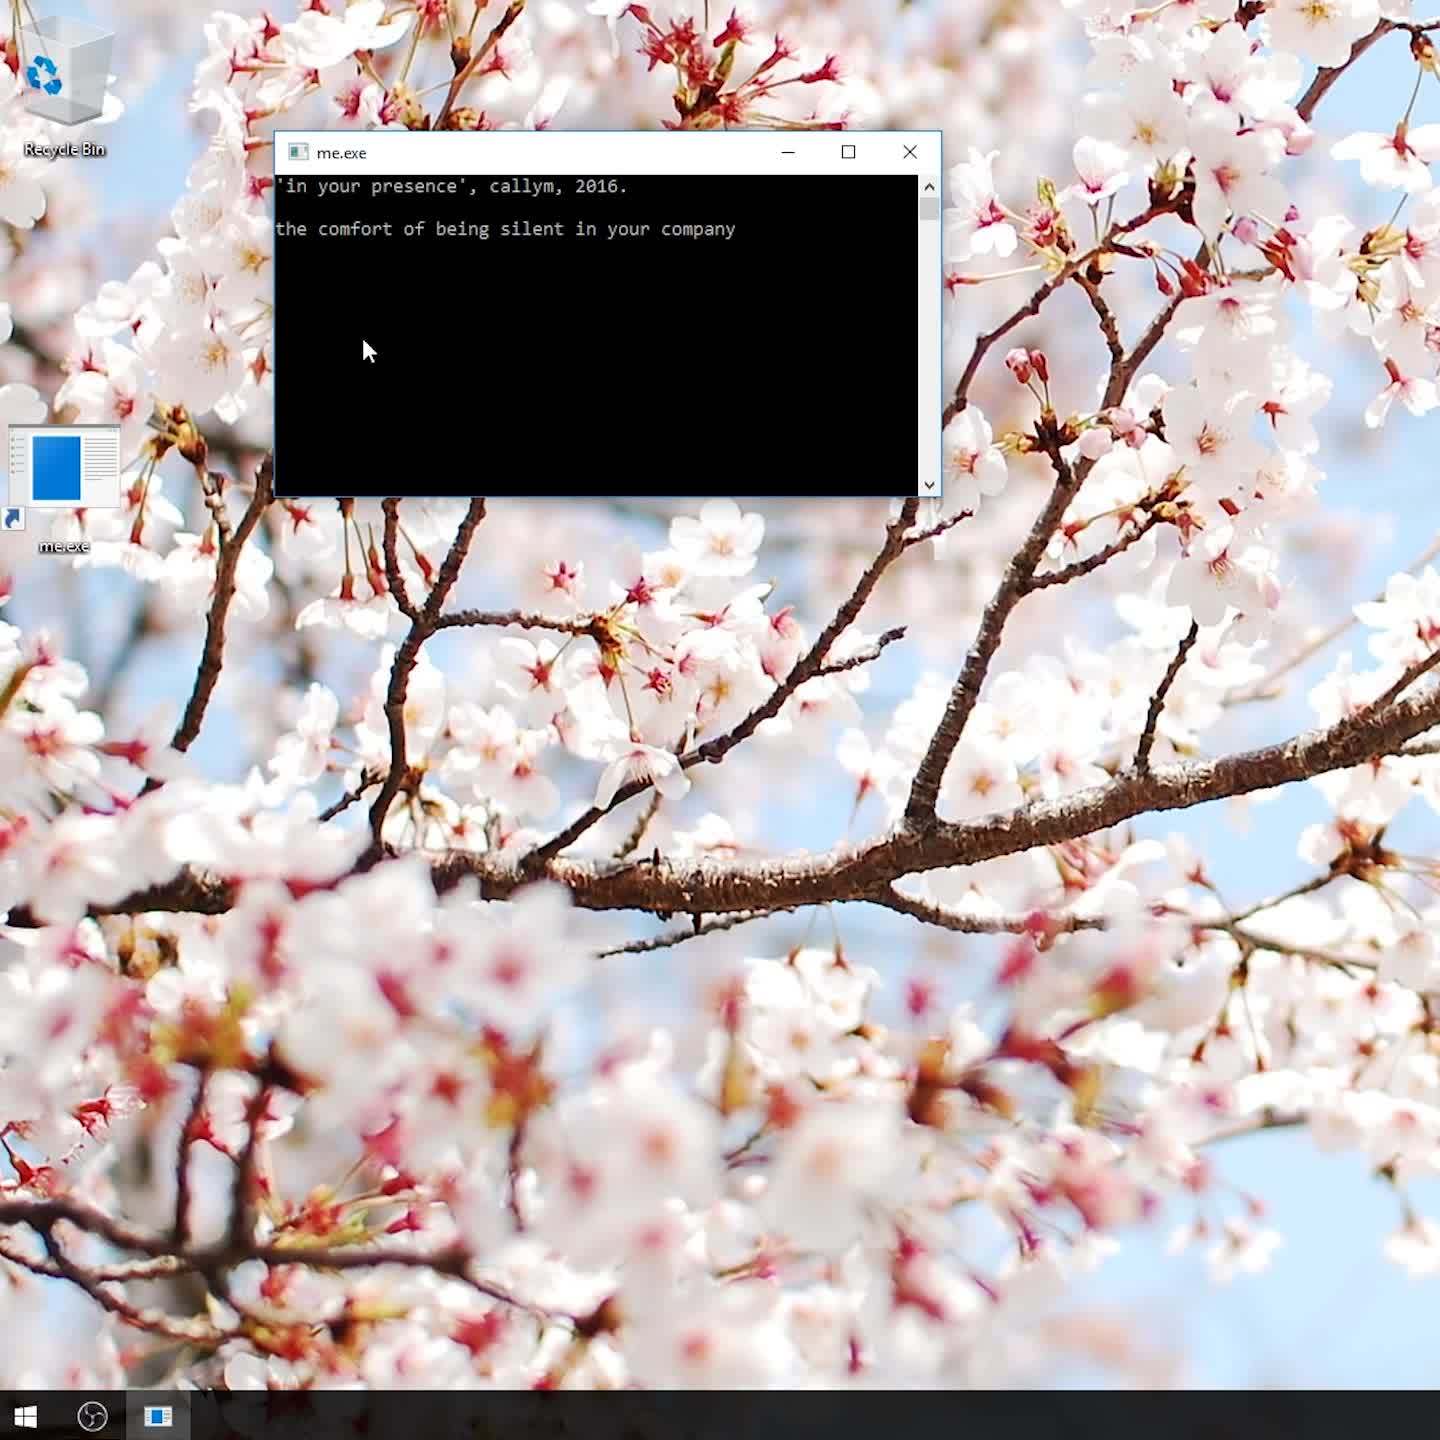 Recycle Bin
me.exe
'in your presence', callym, 2016.
the comfort of being silent in your company
me.exe